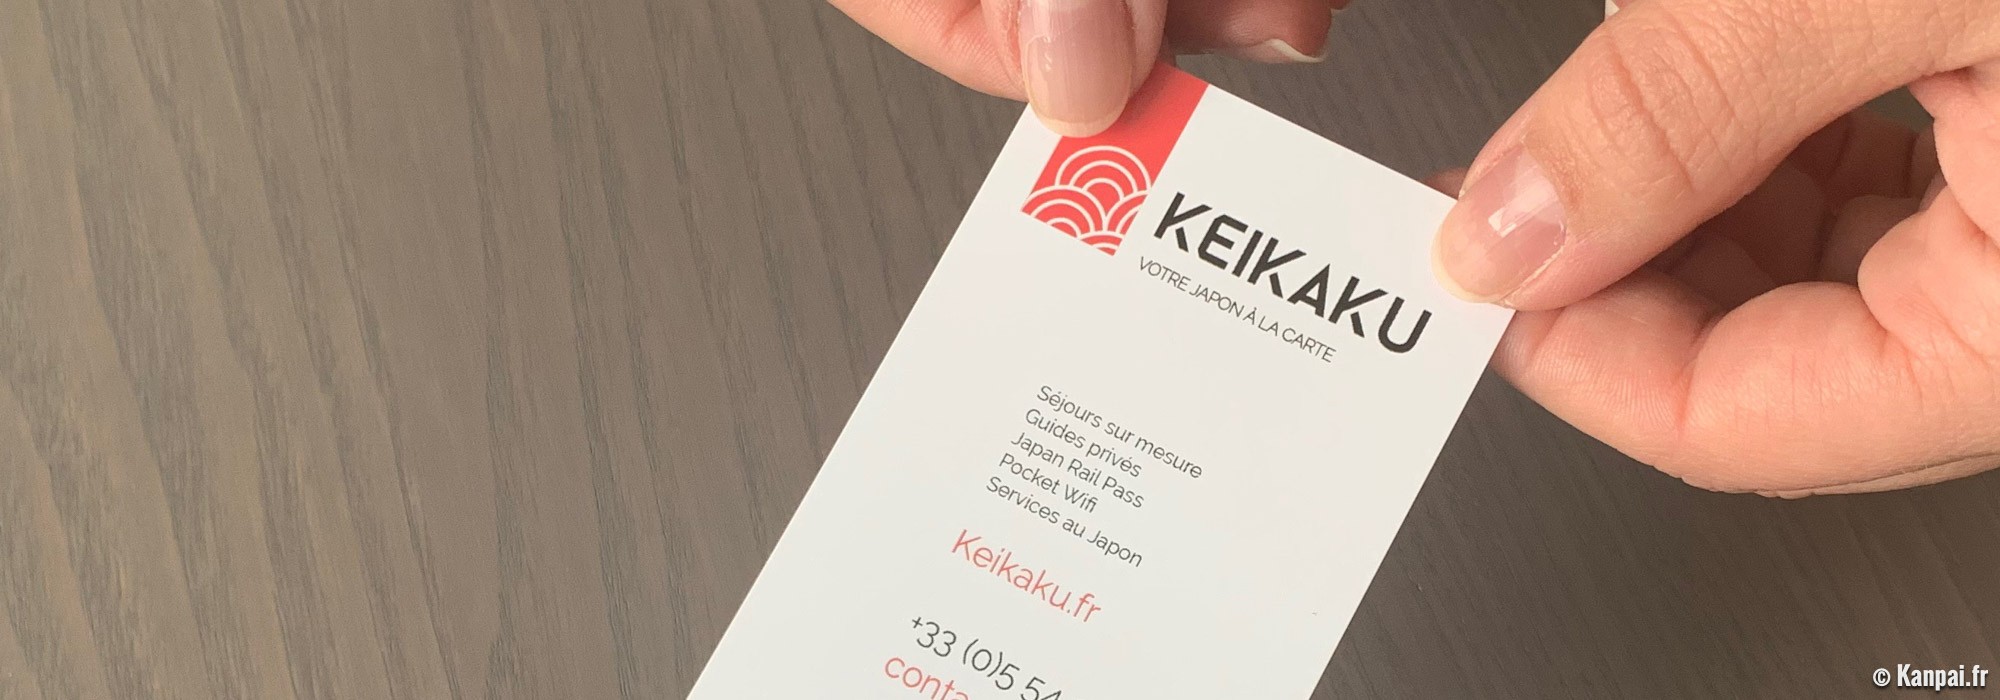 KEIKAKU
VOTRE JAPON À LA CARTE
Séjours sur mesure
Guides privés
Japan Rail Pass
Pocket Wifi
Services au Japon
Keikaku.fr
+33 (0)5 54
© Kanpai.fr